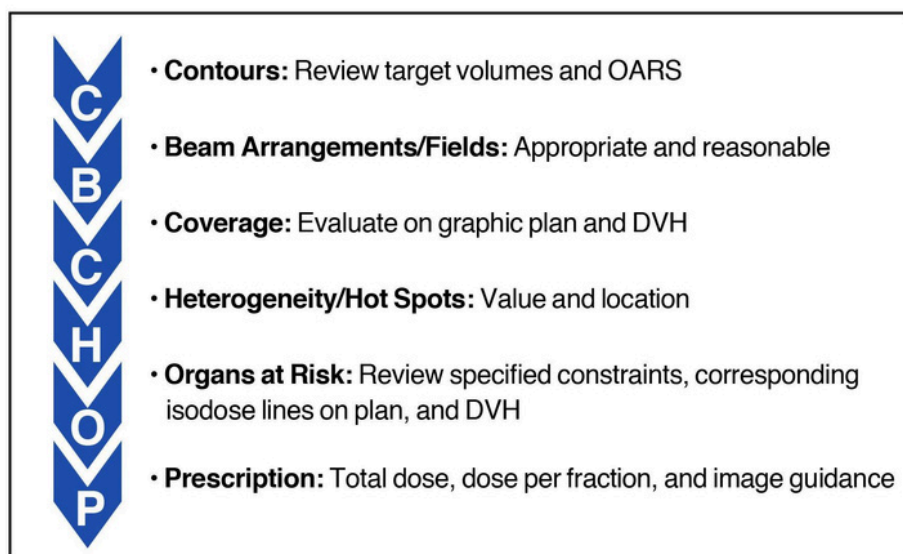 C
• Contours: Review target volumes and OARS
B
• Beam Arrangements/Fields: Appropriate and reasonable
C
• Coverage: Evaluate on graphic plan and DVH
H
• Heterogeneity/Hot Spots: Value and location
O
• Organs at Risk: Review specified constraints, corresponding
isodose lines on plan, and DVH
P
• Prescription: Total dose, dose per fraction, and image guidance